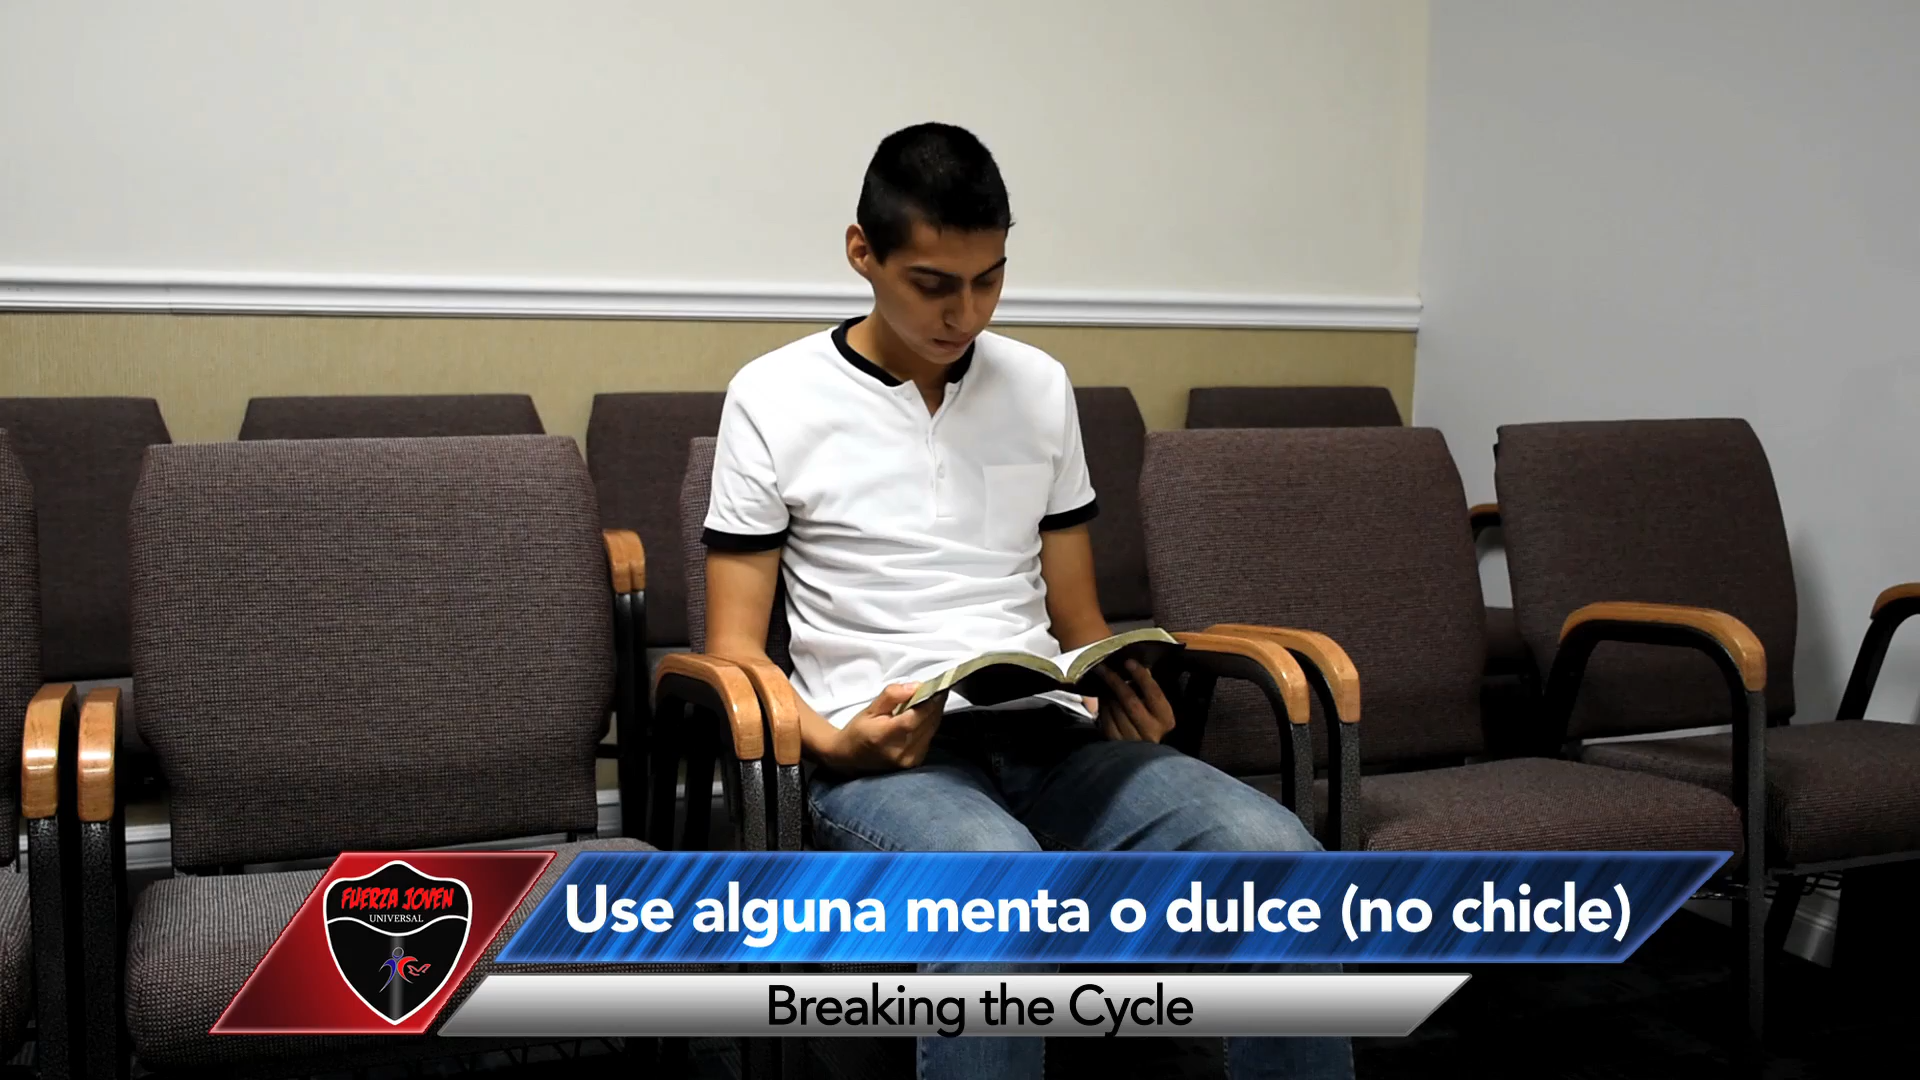 FUERZA JOVEN
UNIVERSAL
Use alguna menta o dulce (no chicle)
Breaking the Cycle